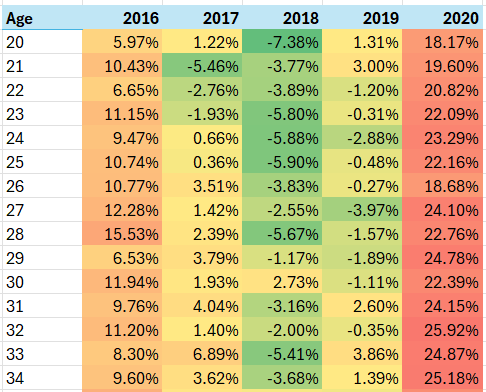 Age 2016 2017 2018 2019 2020
20 5.97% 1.22% -7.38% 1.31% 18.17%
21 10.43% -5.46% -3.77% 3.00% 19.60%
22 6.65% -2.76% -3.89% -1.20% 20.82%
23 11.15% -1.93% -5.80% -0.31% 22.09%
24 9.47% 0.66% -5.88% -2.88% 23.29%
25 10.74% 0.36% -5.90% -0.48% 22.16%
26 10.77% 3.51% -3.83% -0.27% 18.68%
27 12.28% 1.42% -2.55% -3.97% 24.10%
28 15.53% 2.39% -5.67% -1.57% 22.76%
29 6.53% 3.79% -1.17% -1.89% 24.78%
30 11.94% 1.93% 2.73% -1.11% 22.39%
31 9.76% 4.04% -3.16% 2.60% 24.15%
32 11.20% 1.40% -2.00% -0.35% 25.92%
33 8.30% 6.89% -5.41% 3.86% 24.87%
34 9.60% 3.62% -3.68% 1.39% 25.18%